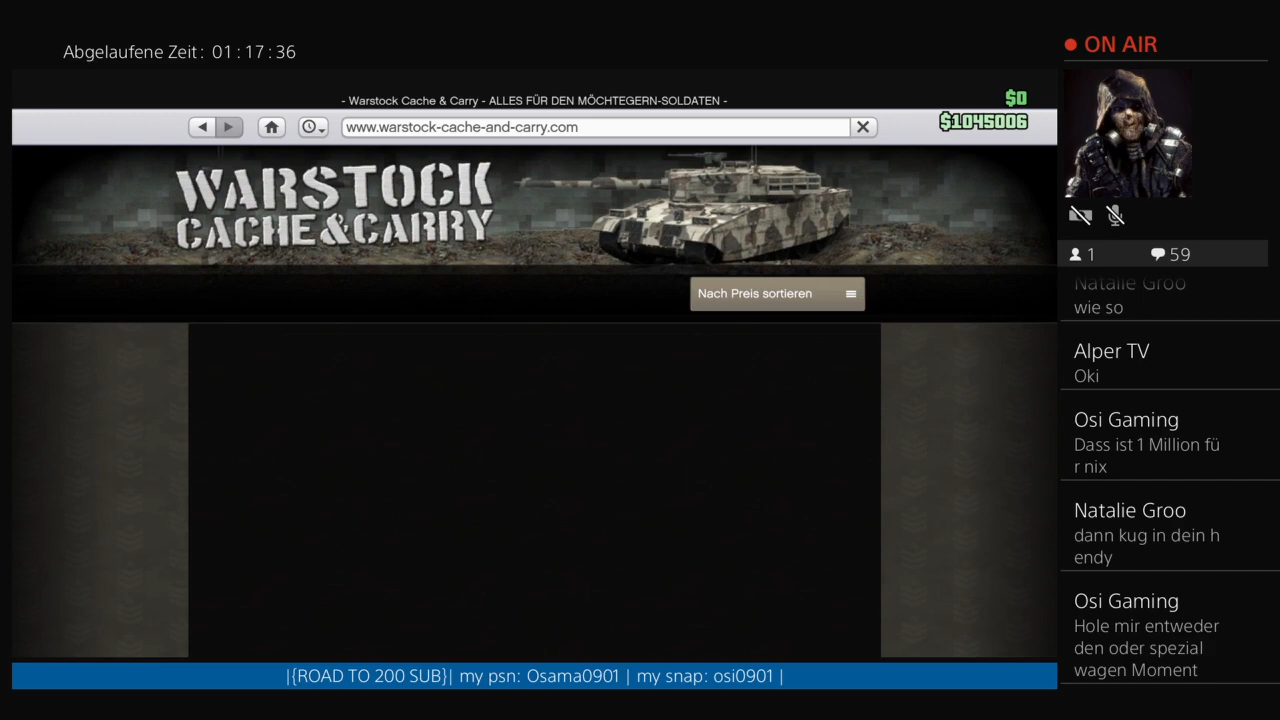 Abgelaufene Zeit: 01:17:36
ON AIR
- Warstock Cache & Carry - ALLES FÜR DEN MÖCHTEGERN-SOLDATEN -
$0
$1045006
www.warstock-cache-and-carry.com
WARSTOCK
CACHE&CARRY
Nach Preis sortieren
1 59
Natalie Groo
wie so
Alper TV
Oki
Osi Gaming
Dass ist 1 Million fü
r nix
Natalie Groo
dann kug in dein h
endy
Osi Gaming
Hole mir entweder
den oder spezial
wagen Moment
|{ROAD TO 200 SUB}| my psn: Osama0901 | my snap: osi0901 |